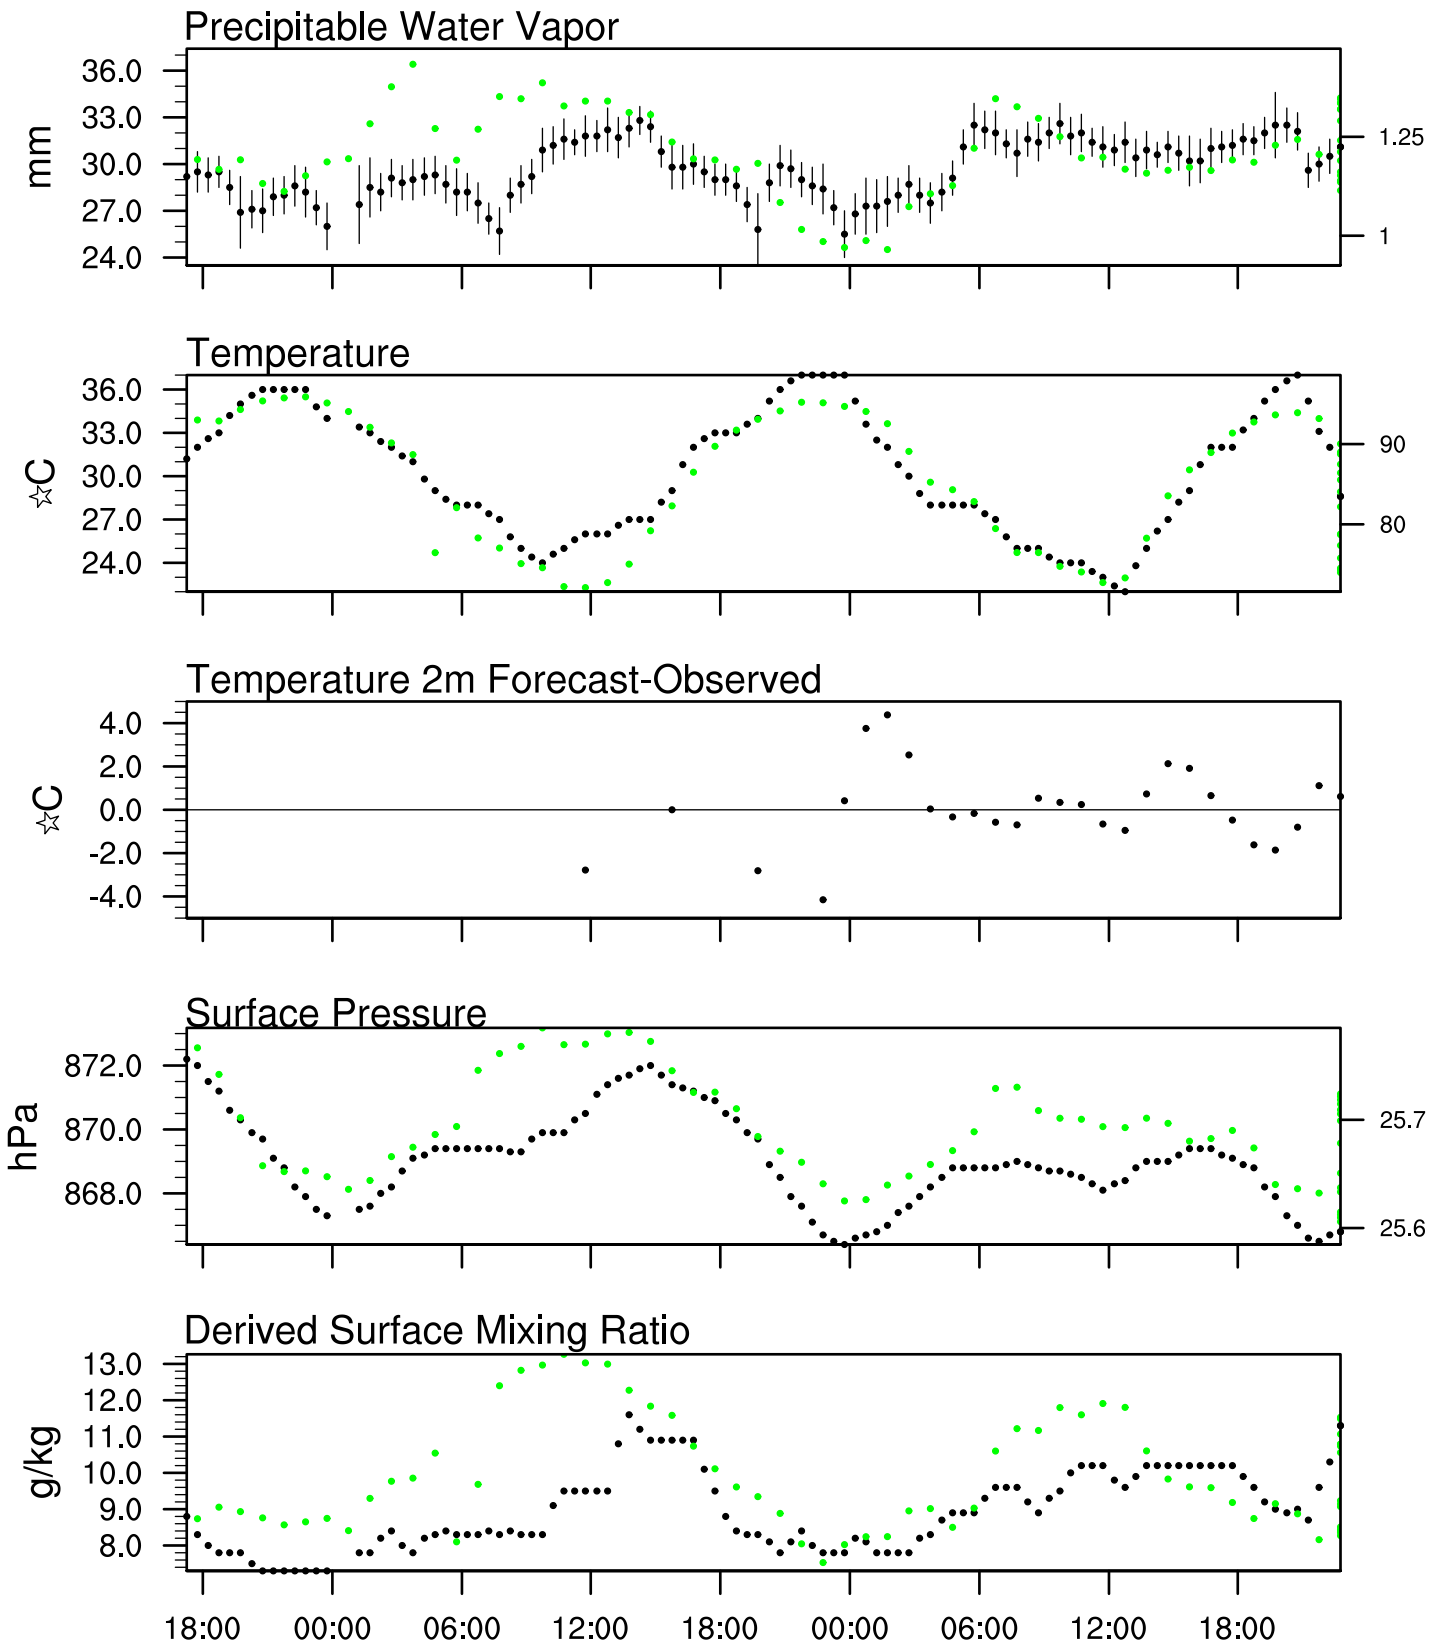 Precipitable Water Vapor
36.0
33.0
30.0
27.0
24.0
mm
1.25
1
Temperature
36.0
33.0
30.0
27.0
24.0
☆C
90
80
Temperature 2m Forecast-Observed
4.0
2.0
0.0
-2.0
-4.0
☆C
Surface Pressure
872.0
870.0
868.0
hPa
25.7
25.6
Derived Surface Mixing Ratio
13.0
12.0
11.0
10.0
9.0
8.0
g/kg
18:00 00:00 06:00 12:00 18:00 00:00 06:00 12:00 18:00